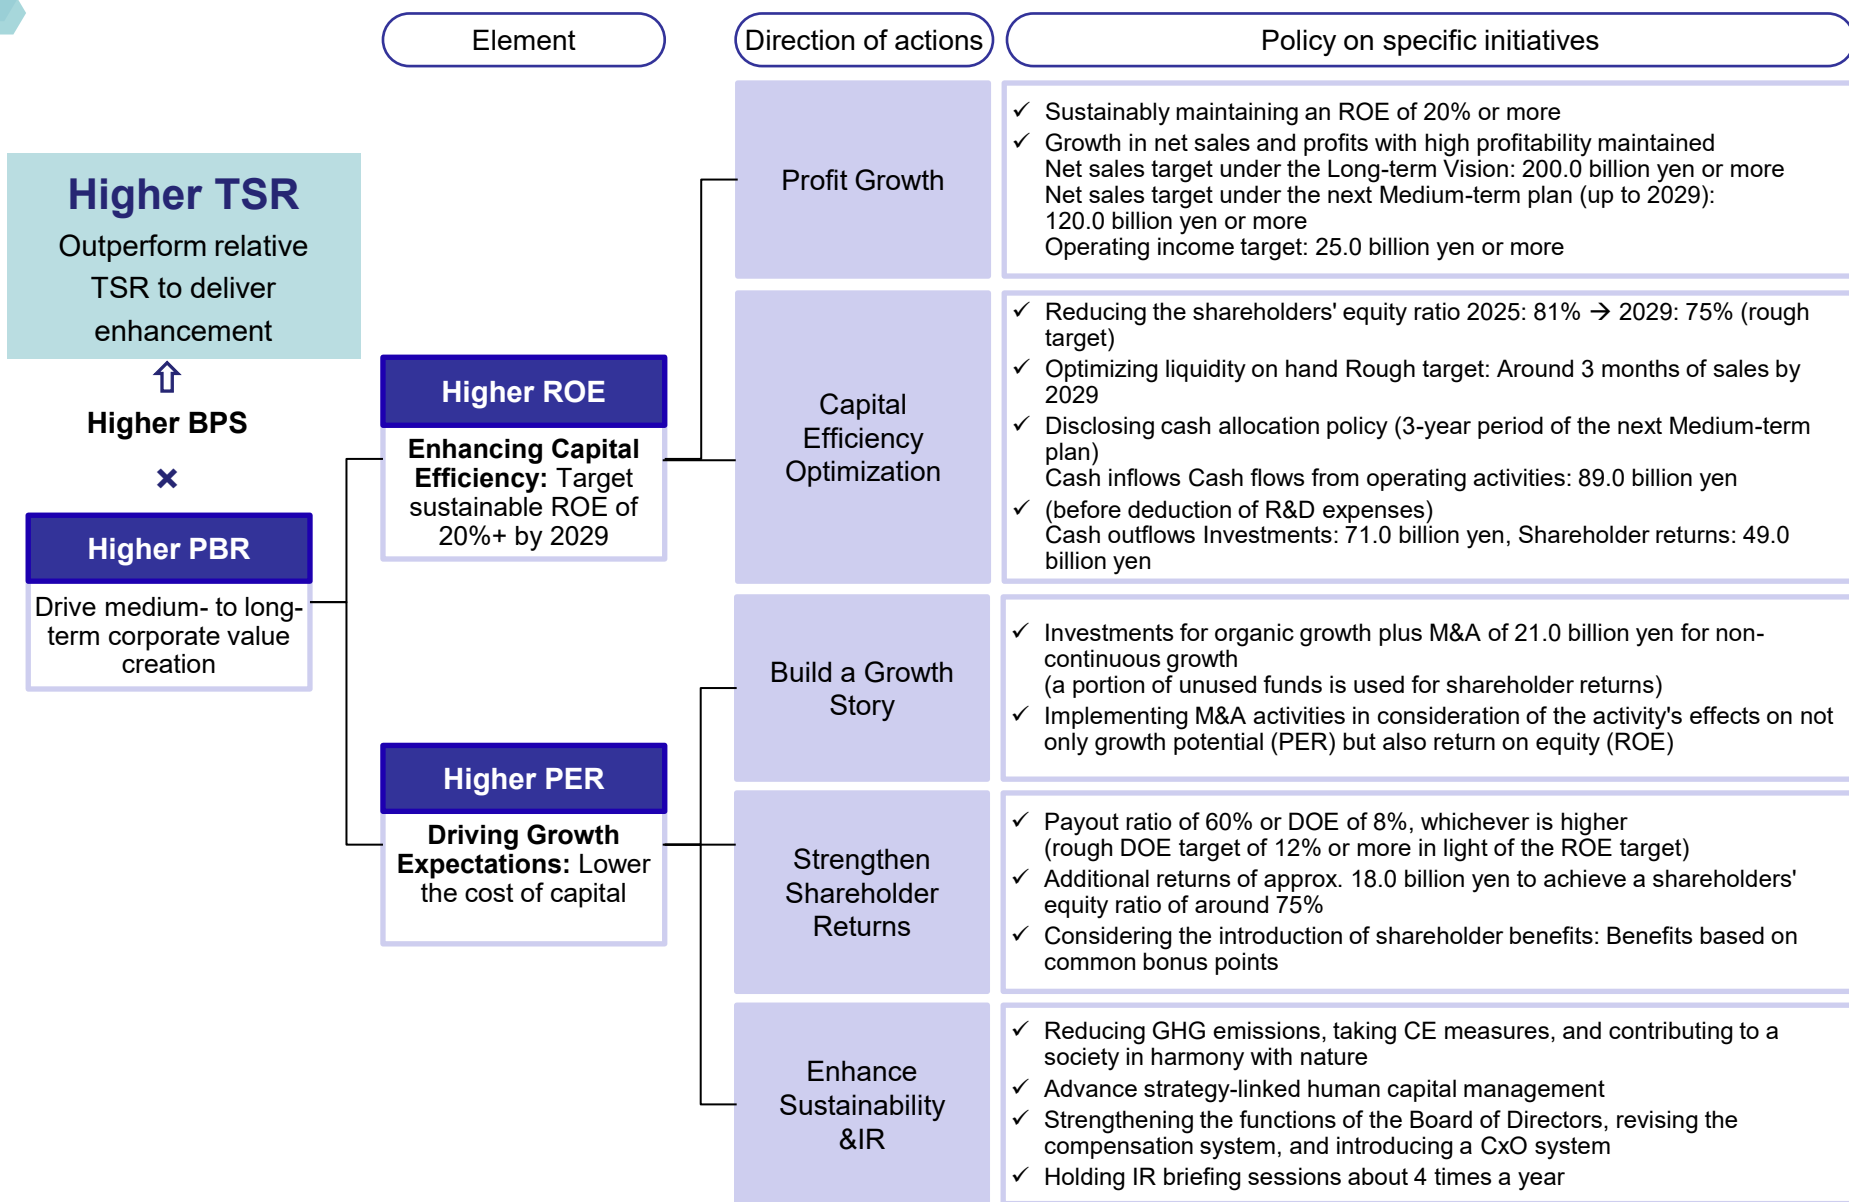 Element
Direction of actions
Policy on specific initiatives
Higher TSR
Outperform relative
TSR to deliver
enhancement
⇧
Higher BPS
×
Higher PBR
Drive medium- to long-
term corporate value
creation
Higher ROE
Enhancing Capital
Efficiency: Target
sustainable ROE of
20%+ by 2029
Higher PER
Driving Growth
Expectations: Lower
the cost of capital
Profit Growth
✓ Sustainably maintaining an ROE of 20% or more
✓ Growth in net sales and profits with high profitability maintained
Net sales target under the Long-term Vision: 200.0 billion yen or more
Net sales target under the next Medium-term plan (up to 2029):
120.0 billion yen or more
Operating income target: 25.0 billion yen or more
Capital
Efficiency
Optimization
✓ Reducing the shareholders' equity ratio 2025: 81% → 2029: 75% (rough
target)
✓ Optimizing liquidity on hand Rough target: Around 3 months of sales by
2029
✓ Disclosing cash allocation policy (3-year period of the next Medium-term
plan)
Cash inflows Cash flows from operating activities: 89.0 billion yen
✓ (before deduction of R&D expenses)
Cash outflows Investments: 71.0 billion yen, Shareholder returns: 49.0
billion yen
Build a Growth
Story
✓ Investments for organic growth plus M&A of 21.0 billion yen for non-
continuous growth
(a portion of unused funds is used for shareholder returns)
✓ Implementing M&A activities in consideration of the activity's effects on not
only growth potential (PER) but also return on equity (ROE)
Strengthen
Shareholder
Returns
✓ Payout ratio of 60% or DOE of 8%, whichever is higher
(rough DOE target of 12% or more in light of the ROE target)
✓ Additional returns of approx. 18.0 billion yen to achieve a shareholders'
equity ratio of around 75%
✓ Considering the introduction of shareholder benefits: Benefits based on
common bonus points
Enhance
Sustainability
&IR
✓ Reducing GHG emissions, taking CE measures, and contributing to a
society in harmony with nature
✓ Advance strategy-linked human capital management
✓ Strengthening the functions of the Board of Directors, revising the
compensation system, and introducing a CxO system
✓ Holding IR briefing sessions about 4 times a year